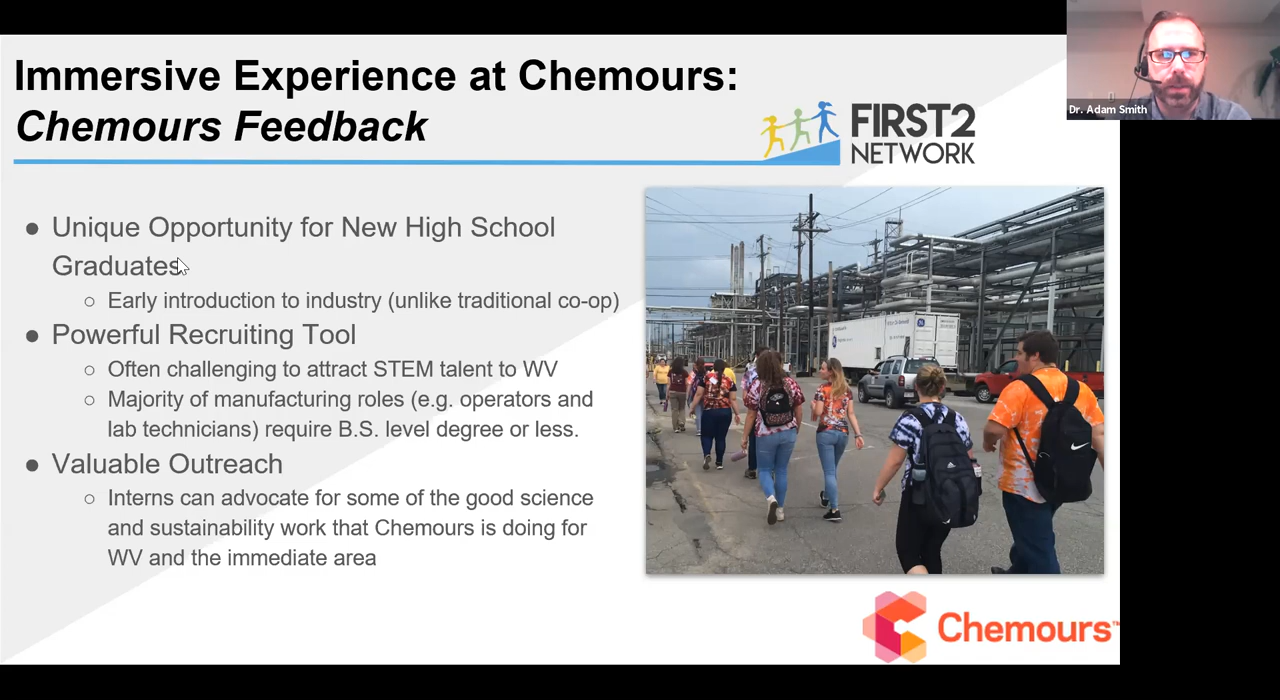 Immersive Experience at Chemours:
Chemours Feedback
FIRST2
NETWORK
Dr. Adam Smith
● Unique Opportunity for New High School
Graduates
○ Early introduction to industry (unlike traditional co-op)
● Powerful Recruiting Tool
○ Often challenging to attract STEM talent to WV
○ Majority of manufacturing roles (e.g. operators and
lab technicians) require B.S. level degree or less.
● Valuable Outreach
○ Interns can advocate for some of the good science
and sustainability work that Chemours is doing for
WV and the immediate area
Chemours™